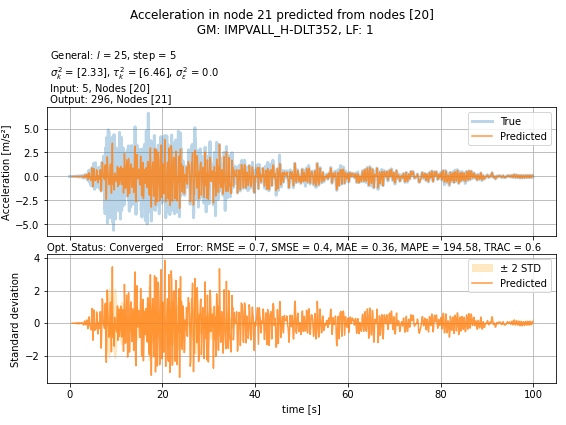 Acceleration in node 21 predicted from nodes [20]
GM: IMPVALL_H-DLT352, LF: 1
General: l = 25, step = 5
σ²ₖ = [2.33], τ²ₖ = [6.46], σ²ε = 0.0
Input: 5, Nodes [20]
Output: 296, Nodes [21]
Acceleration [m/s²]
5.0
2.5
0.0
−2.5
−5.0
True
Predicted
Opt. Status: Converged Error: RMSE = 0.7, SMSE = 0.4, MAE = 0.36, MAPE = 194.58, TRAC = 0.6
Standard deviation
4
2
0
−2
± 2 STD
Predicted
0 20 40 60 80 100
time [s]